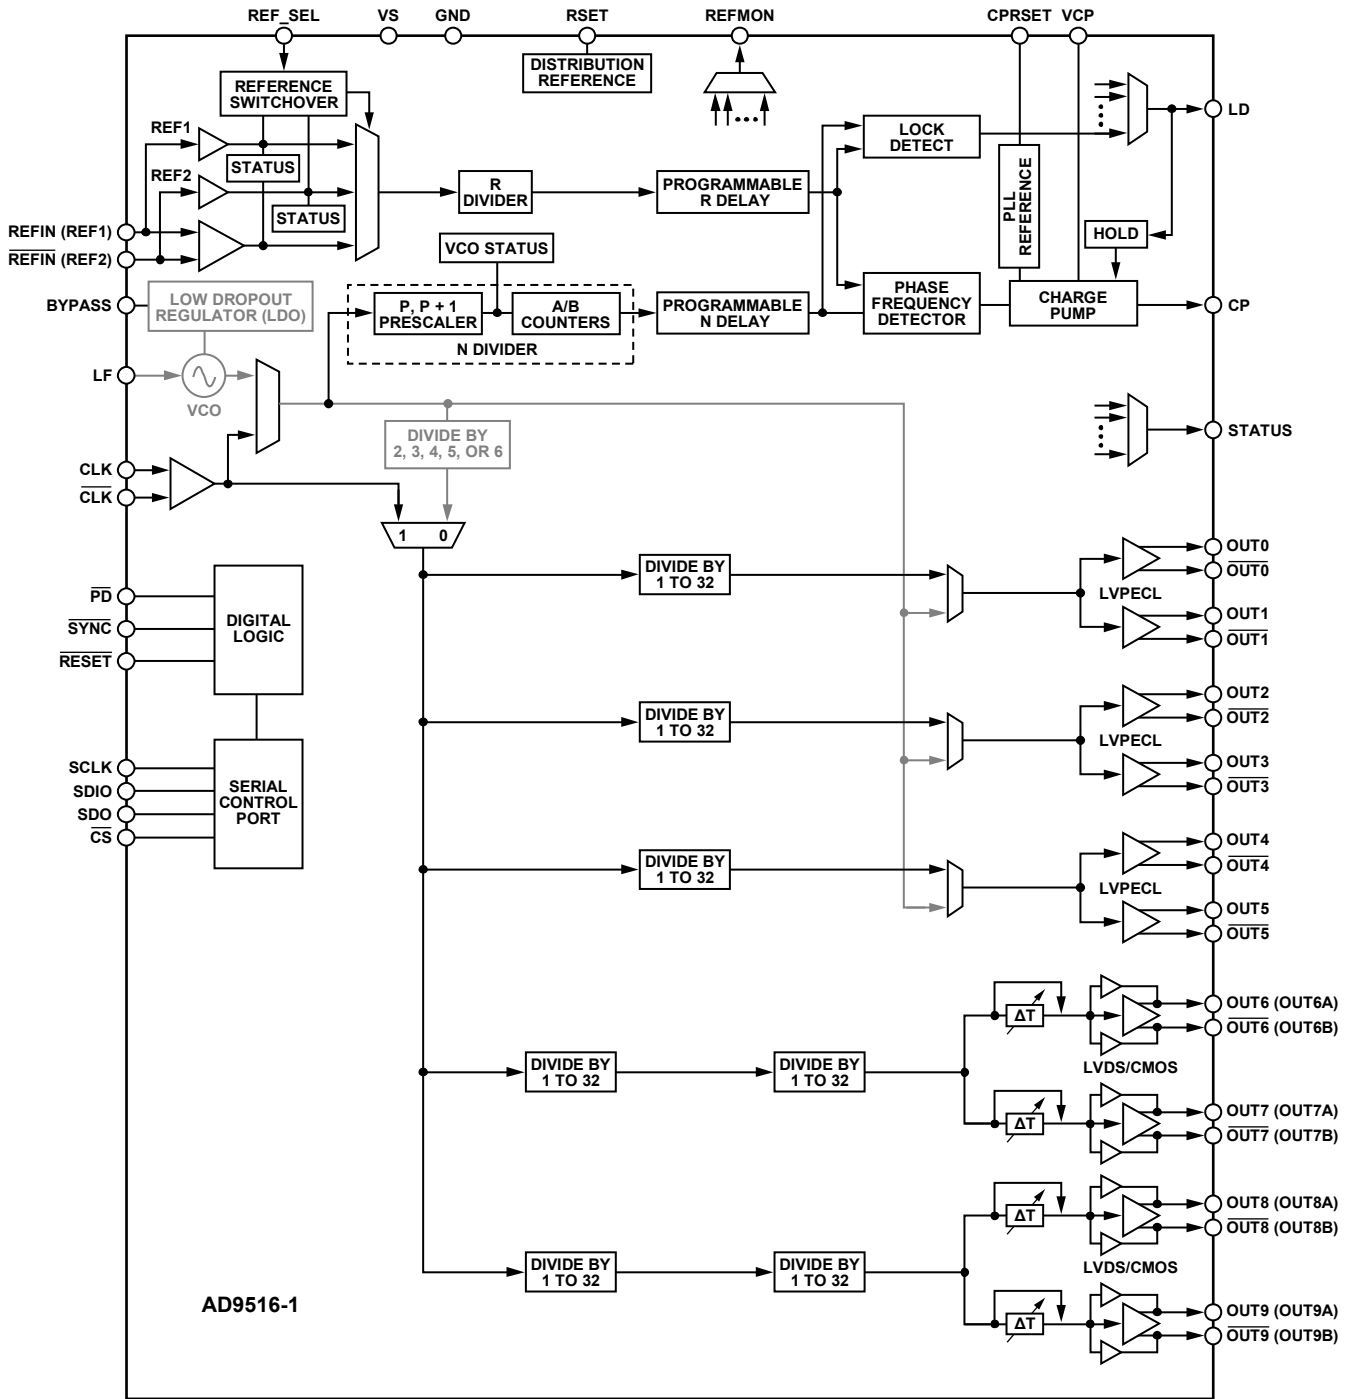 REF_SEL VS GND RSET REFMON CPRSET VCP
DISTRIBUTION
REFERENCE
REFERENCE
SWITCHOVER
REF1
STATUS
REF2
STATUS
REFIN (REF1)
REFIN (REF2)
BYPASS
LF
LOW DROPOUT
REGULATOR (LDO)
VCO
R
DIVIDER
VCO STATUS
P, P + 1
PRESCALER
A/B
COUNTERS
N DIVIDER
PROGRAMMABLE
R DELAY
PROGRAMMABLE
N DELAY
LOCK
DETECT
PHASE
FREQUENCY
DETECTOR
PLL
REFERENCE
HOLD
CHARGE
PUMP
LD
CP
STATUS
DIVIDE BY
2, 3, 4, 5, OR 6
CLK
CLK
1 0
PD
SYNC
RESET
DIGITAL
LOGIC
SCLK
SDIO
SDO
CS
SERIAL
CONTROL
PORT
DIVIDE BY
1 TO 32
LVPECL
OUT0
OUT0
OUT1
OUT1
DIVIDE BY
1 TO 32
LVPECL
OUT2
OUT2
OUT3
OUT3
DIVIDE BY
1 TO 32
LVPECL
OUT4
OUT4
OUT5
OUT5
DIVIDE BY
1 TO 32
DIVIDE BY
1 TO 32
ΔT
ΔT
LVDS/CMOS
OUT6 (OUT6A)
OUT6 (OUT6B)
OUT7 (OUT7A)
OUT7 (OUT7B)
DIVIDE BY
1 TO 32
DIVIDE BY
1 TO 32
ΔT
ΔT
LVDS/CMOS
OUT8 (OUT8A)
OUT8 (OUT8B)
OUT9 (OUT9A)
OUT9 (OUT9B)
AD9516-1